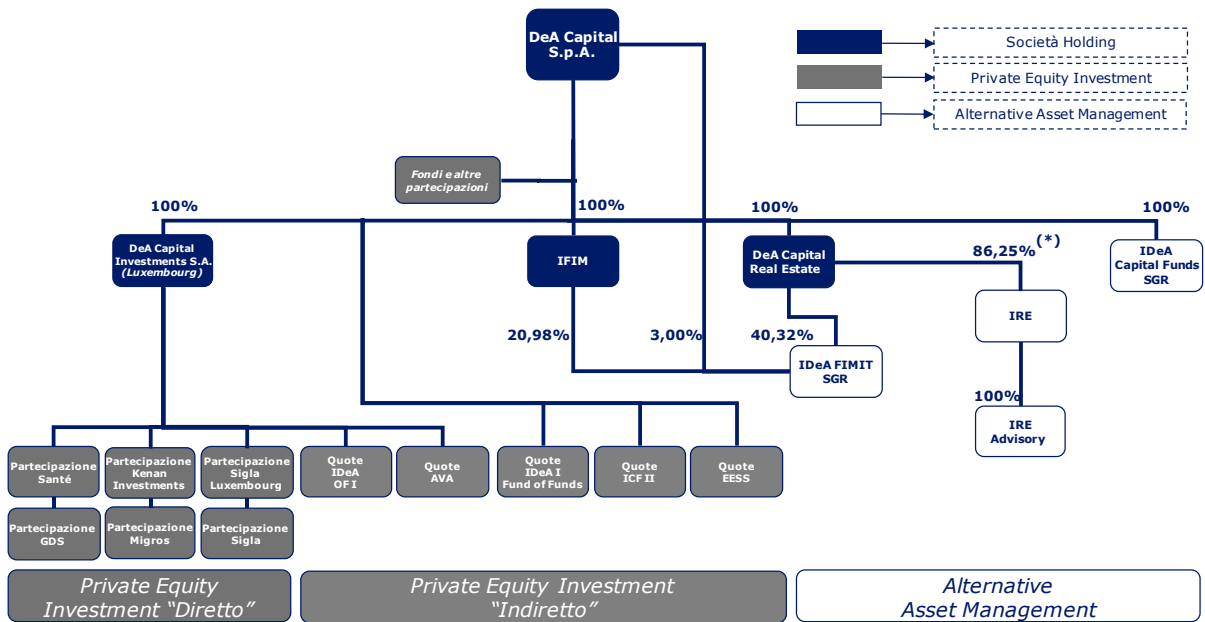 DeA Capital
S.p.A.
Società Holding
Private Equity Investment
Alternative Asset Management
Fondi e altre
partecipazioni
100%
100%
100%
100%
DeA Capital
Investments S.A.
(Luxembourg)
IFIM
DeA Capital
Real Estate
86,25%(*)
IDeA
Capital Funds
SGR
IRE
20,98%
3,00%
40,32%
IDeA FIMIT
SGR
100%
IRE
Advisory
Partecipazione
Santé
Partecipazione
Kenan
Investments
Partecipazione
Sigla
Luxembourg
Quote
IDeA
OF I
Quote
AVA
Quote
IDeA I
Fund of Funds
Quote
ICF II
Quote
EESS
Partecipazione
GDS
Partecipazione
Migros
Partecipazione
Sigla
Private Equity
Investment “Diretto”
Private Equity Investment
“Indiretto”
Alternative
Asset Management